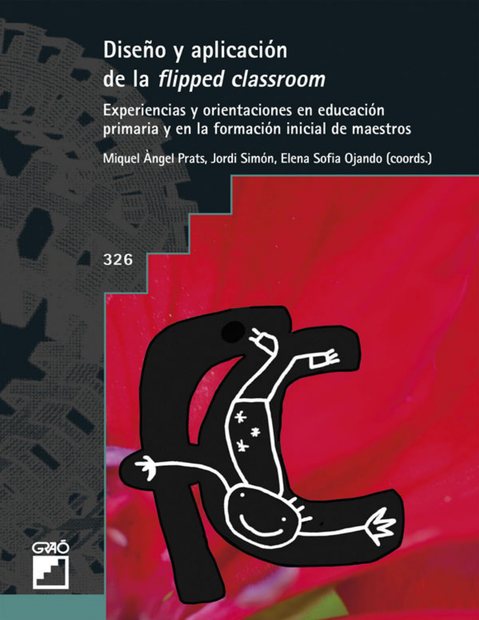 Diseño y aplicación
de la flipped classroom
Experiencias y orientaciones en educación
primaria y en la formación inicial de maestros
Miquel Àngel Prats, Jordi Simón, Elena Sofia Ojando (coords.)
326
GRAÓ